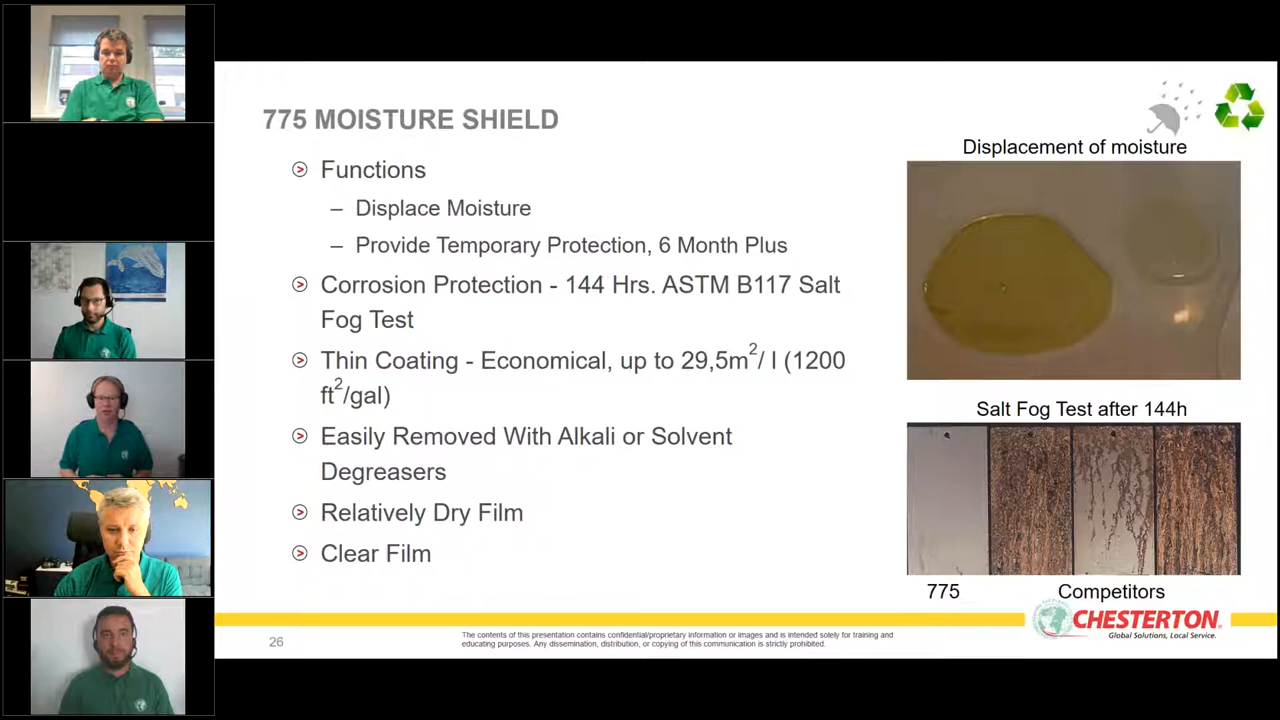 775 MOISTURE SHIELD
Functions
– Displace Moisture
– Provide Temporary Protection, 6 Month Plus
Corrosion Protection - 144 Hrs. ASTM B117 Salt
Fog Test
Thin Coating - Economical, up to 29,5m²/ l (1200
ft²/gal)
Easily Removed With Alkali or Solvent
Degreasers
Relatively Dry Film
Clear Film
Displacement of moisture
Salt Fog Test after 144h
775 Competitors
26
The contents of this presentation contains confidential/proprietary information or images and is intended solely for training and
educating purposes. Any dissemination, distribution, or copying of this communication is strictly prohibited.
CHESTERTON®
Global Solutions, Local Service.